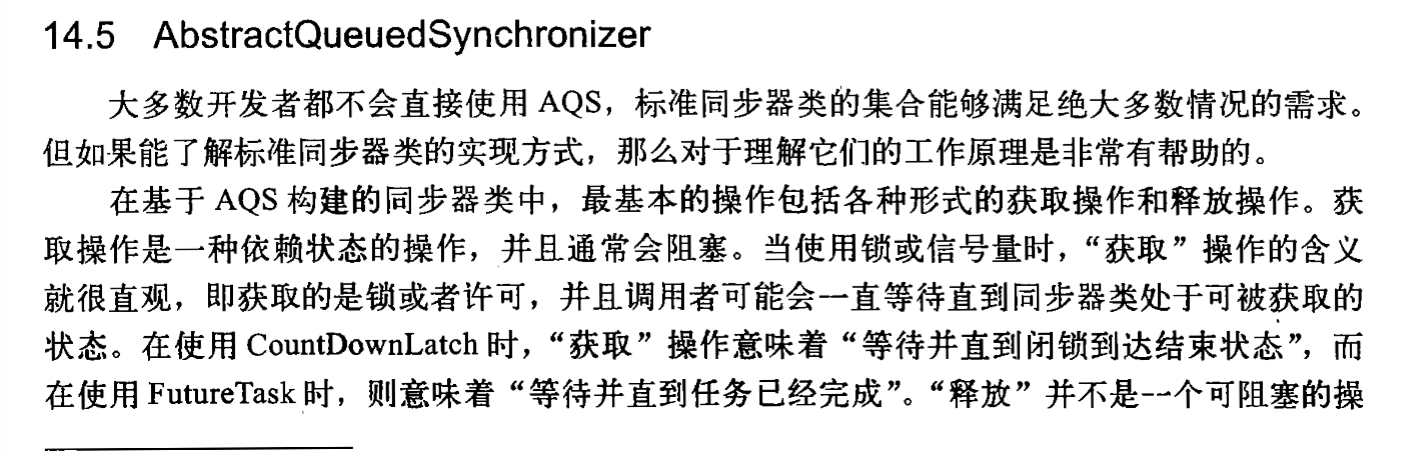 14.5 AbstractQueuedSynchronizer
大多数开发者都不会直接使用 AQS，标准同步器类的集合能够满足绝大多数情况的需求。
但如果能了解标准同步器类的实现方式，那么对于理解它们的工作原理是非常有帮助的。
在基于 AQS 构建的同步器类中，最基本的操作包括各种形式的获取操作和释放操作。获
取操作是一种依赖状态的操作，并且通常会阻塞。当使用锁或信号量时，“获取”操作的含义
就很直观，即获取的是锁或者许可，并且调用者可能会一直等待直到同步器类处于可被获取的
状态。在使用 CountDownLatch 时，“获取”操作意味着“等待并直到闭锁到达结束状态”，而
在使用 FutureTask 时，则意味着“等待并直到任务已经完成”。“释放”并不是一个可阻塞的操